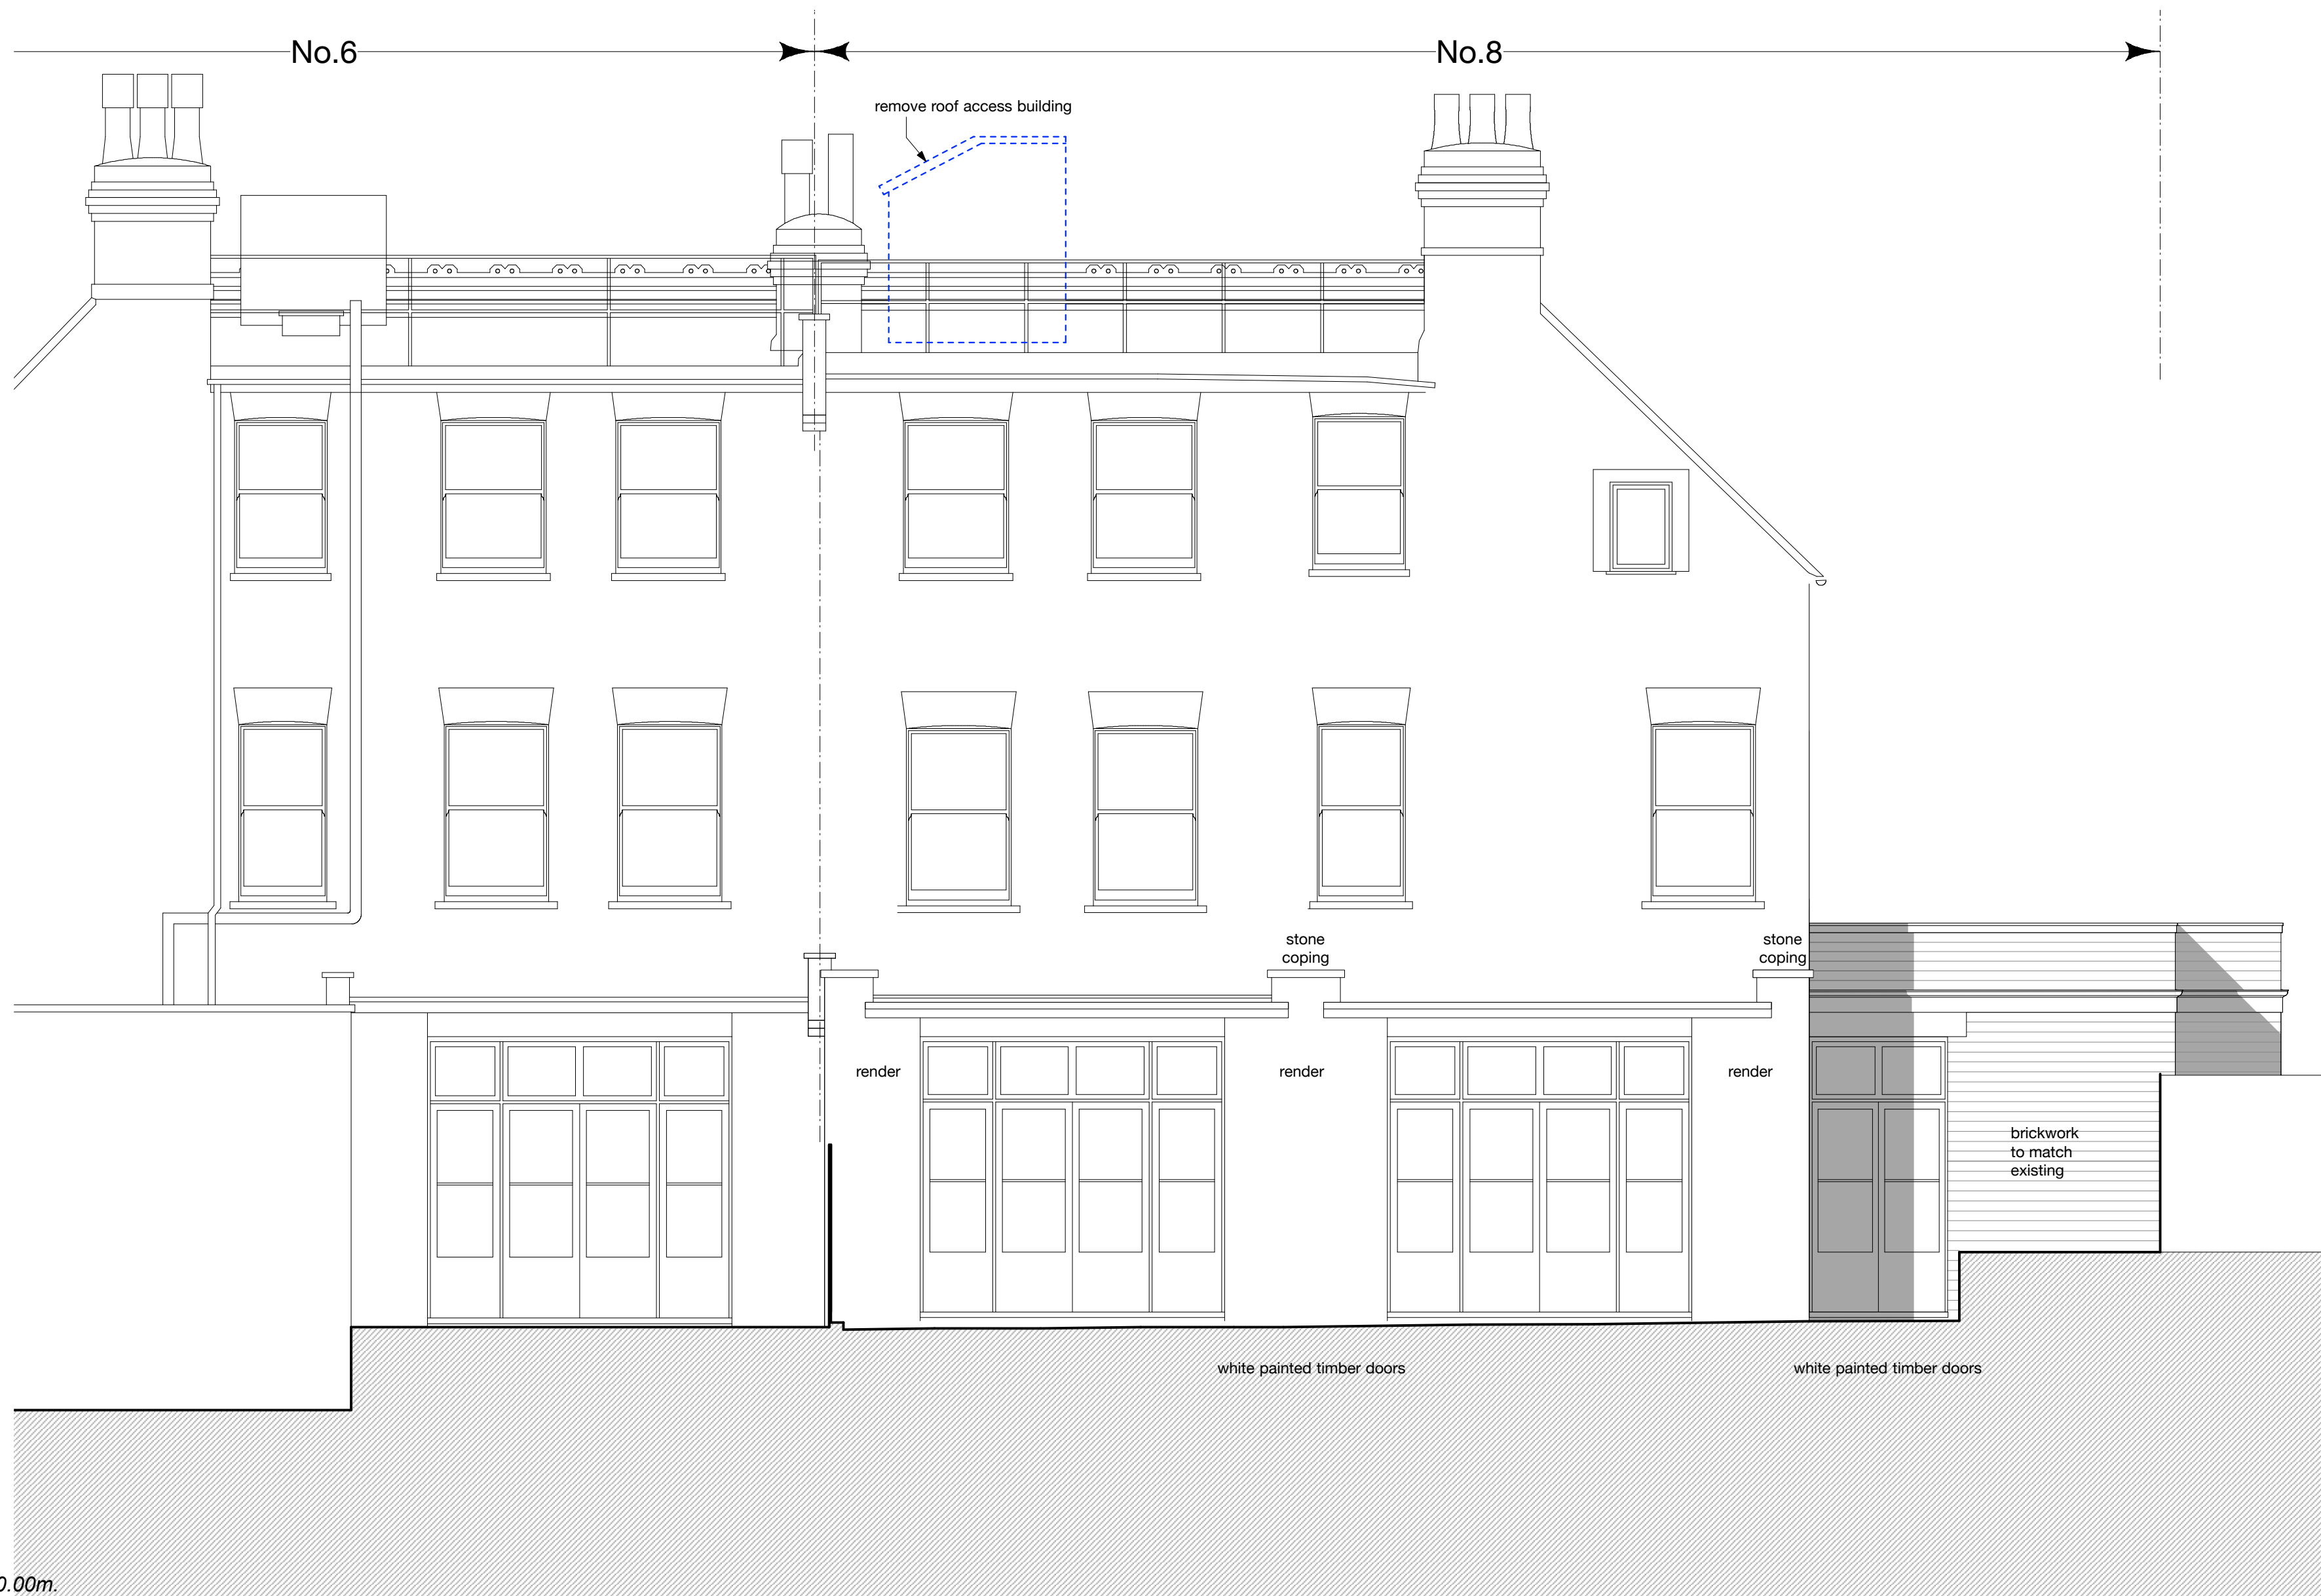 No.6
No.8
remove roof access building
stone
coping
stone
coping
render
render
render
brickwork
to match
existing
white painted timber doors
white painted timber doors
0.00m.